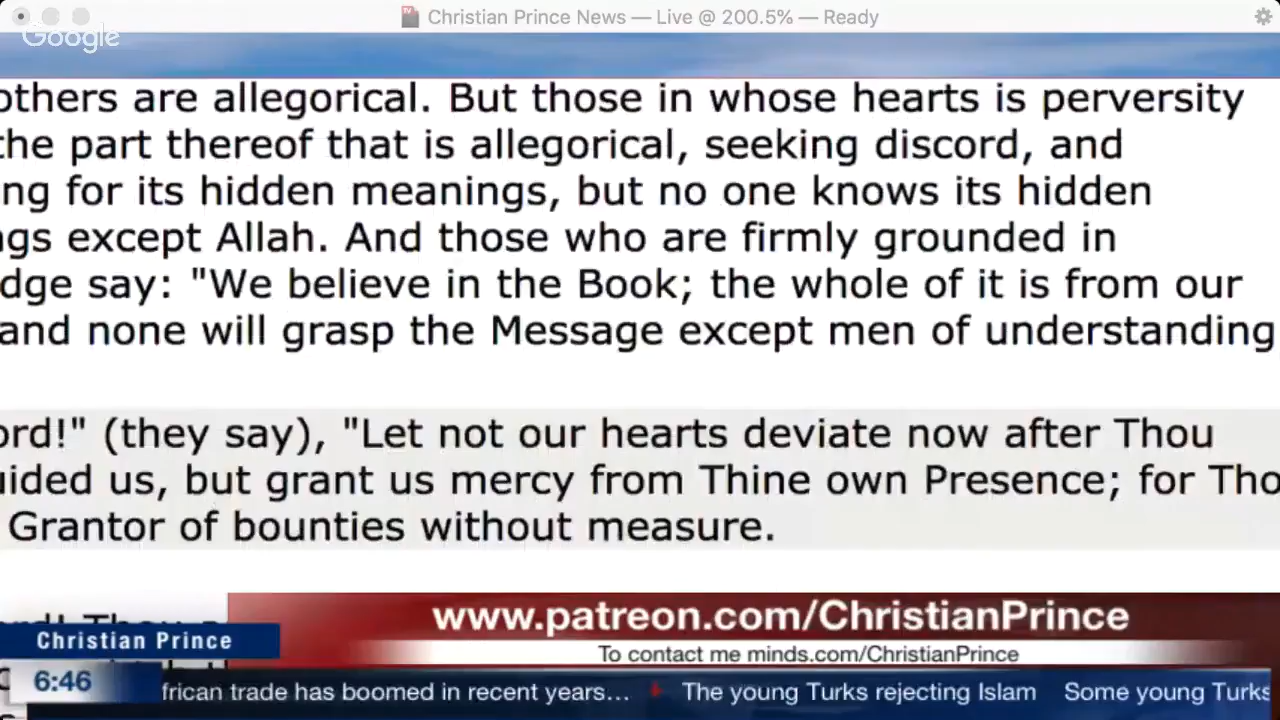 Christian Prince News — Live @ 200.5% — Ready
Google
others are allegorical. But those in whose hearts is perversity
the part thereof that is allegorical, seeking discord, and
ng for its hidden meanings, but no one knows its hidden
ngs except Allah. And those who are firmly grounded in
dge say: "We believe in the Book; the whole of it is from our
and none will grasp the Message except men of understanding
ord!" (they say), "Let not our hearts deviate now after Thou
uided us, but grant us mercy from Thine own Presence; for Tho
Grantor of bounties without measure.
www.patreon.com/ChristianPrince
Christian Prince
To contact me minds.com/ChristianPrince
6:46
frican trade has boomed in recent years... The young Turks rejecting Islam Some young Turks